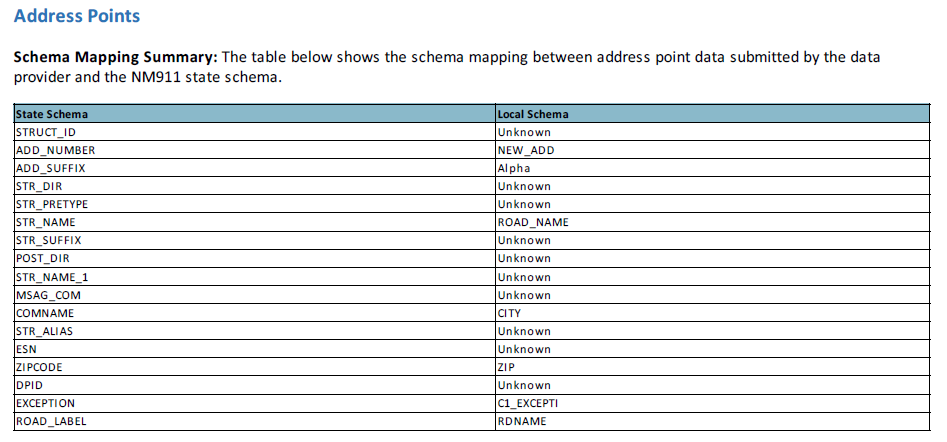 Address Points
Schema Mapping Summary: The table below shows the schema mapping between address point data submitted by the data
provider and the NM911 state schema.
State Schema Local Schema
STRUCT_ID Unknown
ADD_NUMBER NEW_ADD
ADD_SUFFIX Alpha
STR_DIR Unknown
STR_PRETYPE Unknown
STR_NAME ROAD_NAME
STR_SUFFIX Unknown
POST_DIR Unknown
STR_NAME_1 Unknown
MSAG_COM Unknown
COMNAME CITY
STR_ALIAS Unknown
ESN Unknown
ZIPCODE ZIP
DPID Unknown
EXCEPTION C1_EXCEPTI
ROAD_LABEL RDNAME